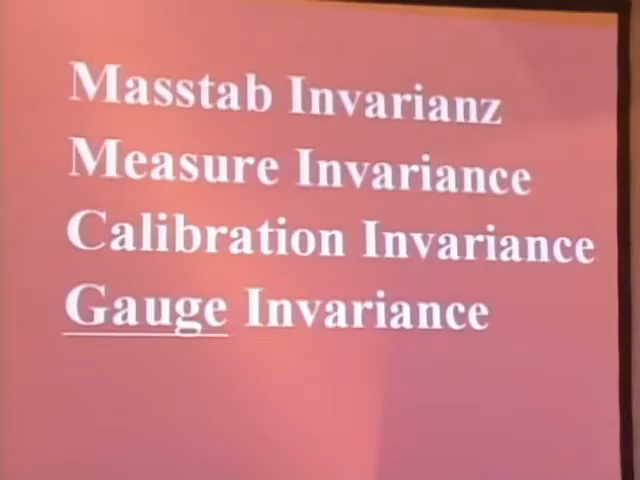 Masstab Invarianz
Measure Invariance
Calibration Invariance
Gauge Invariance